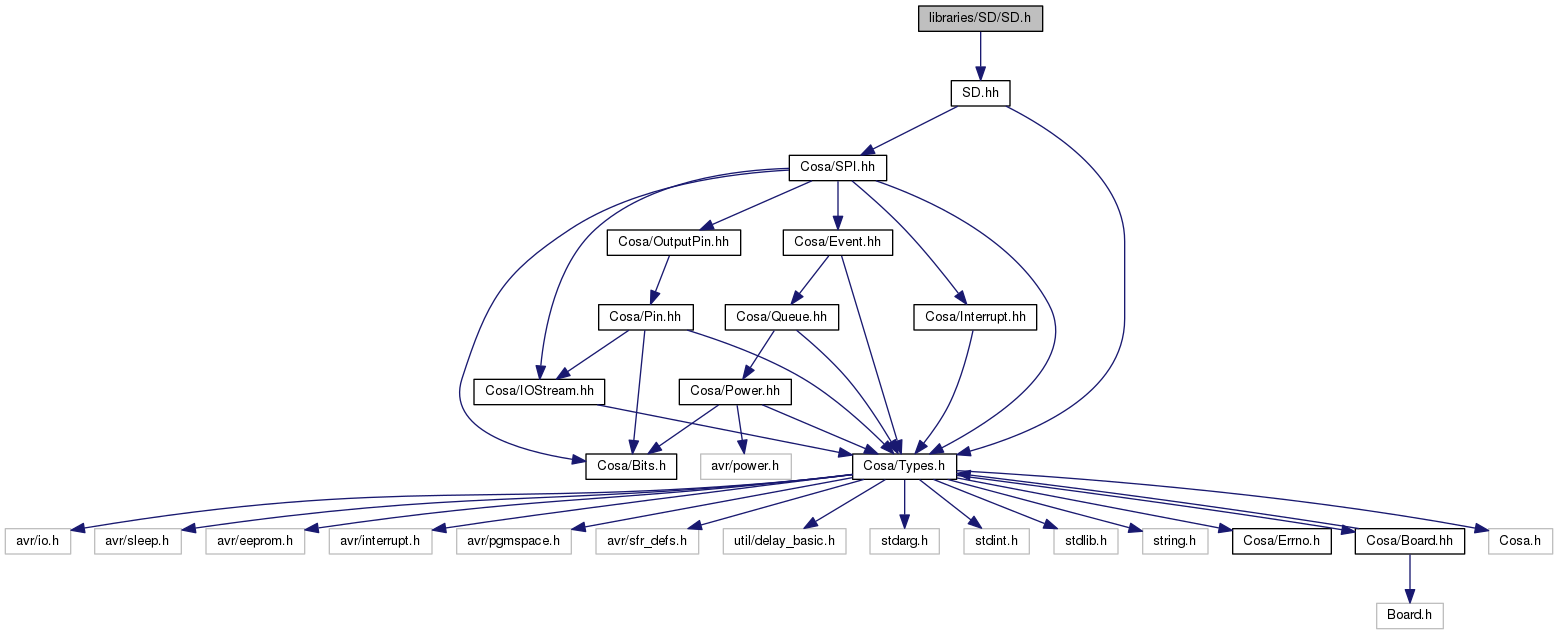 libraries/SD/SD.h
SD.hh
Cosa/SPI.hh
Cosa/OutputPin.hh
Cosa/Event.hh
Cosa/Pin.hh
Cosa/Queue.hh
Cosa/Interrupt.hh
Cosa/IOStream.hh
Cosa/Power.hh
Cosa/Bits.h
avr/power.h
Cosa/Types.h
avr/io.h
avr/sleep.h
avr/eeprom.h
avr/interrupt.h
avr/pgmspace.h
avr/sfr_defs.h
util/delay_basic.h
stdarg.h
stdint.h
stdlib.h
string.h
Cosa/Errno.h
Cosa/Board.hh
Cosa.h
Board.h